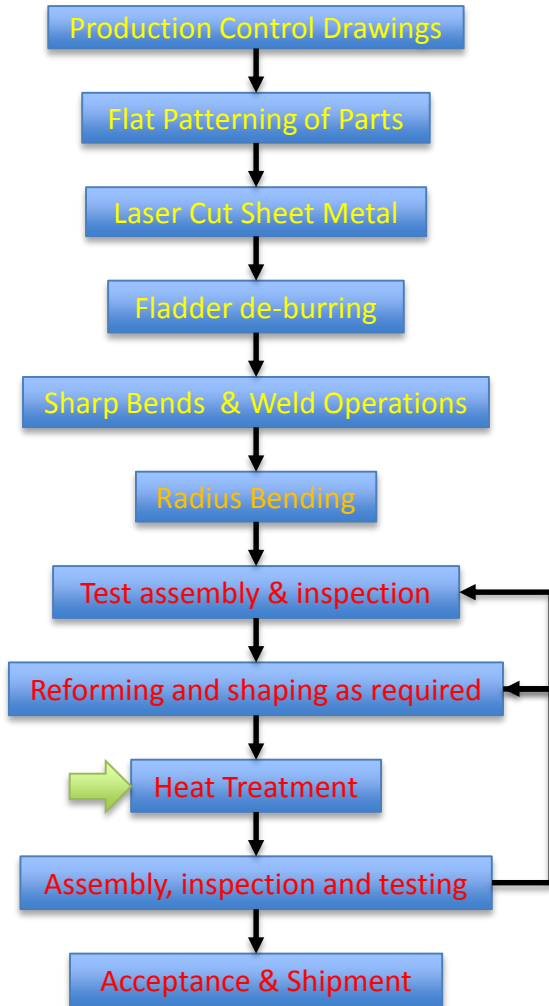 Production Control Drawings
Flat Patterning of Parts
Laser Cut Sheet Metal
Fladder de-burring
Sharp Bends & Weld Operations
Radius Bending
Test assembly & inspection
Reforming and shaping as required
Heat Treatment
Assembly, inspection and testing
Acceptance & Shipment